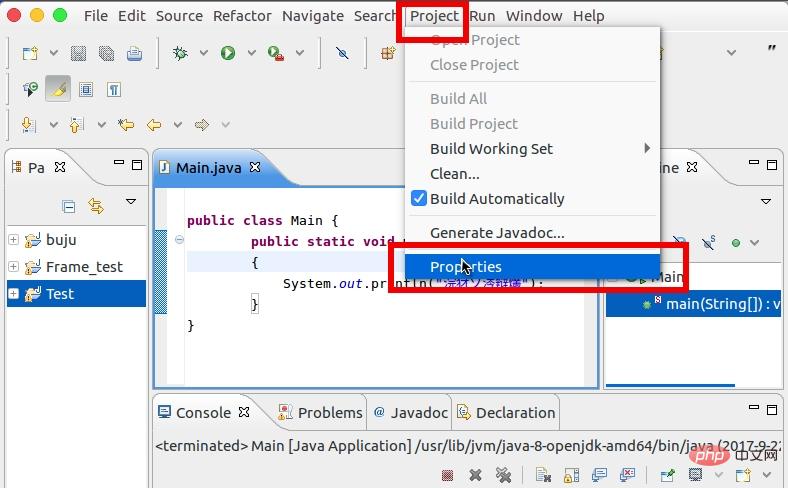 File Edit Source Refactor Navigate Search Project Run Window Help
Open Project
Close Project
Build All
Build Project
Build Working Set
Clean...
Build Automatically
Generate Javadoc...
Properties
Pa
buju
Frame_test
Test
Main.java
public class Main {
public static void
{
System.out.println("
}
}
ine
Main
main(String[]) : v
Console Problems @ Javadoc Declaration
<terminated> Main [Java Application] /usr/lib/jvm/java-8-openjdk-amd64/bin/java (2017-9-22
php 中文网